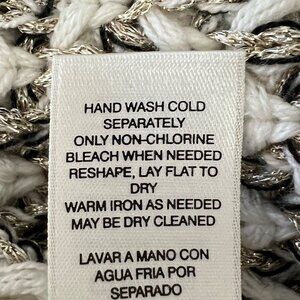 HAND WASH COLD
SEPARATELY
ONLY NON-CHLORINE
BLEACH WHEN NEEDED
RESHAPE, LAY FLAT TO
DRY
WARM IRON AS NEEDED
MAY BE DRY CLEANED
LAVAR A MANO CON
AGUA FRIA POR
SEPARADO